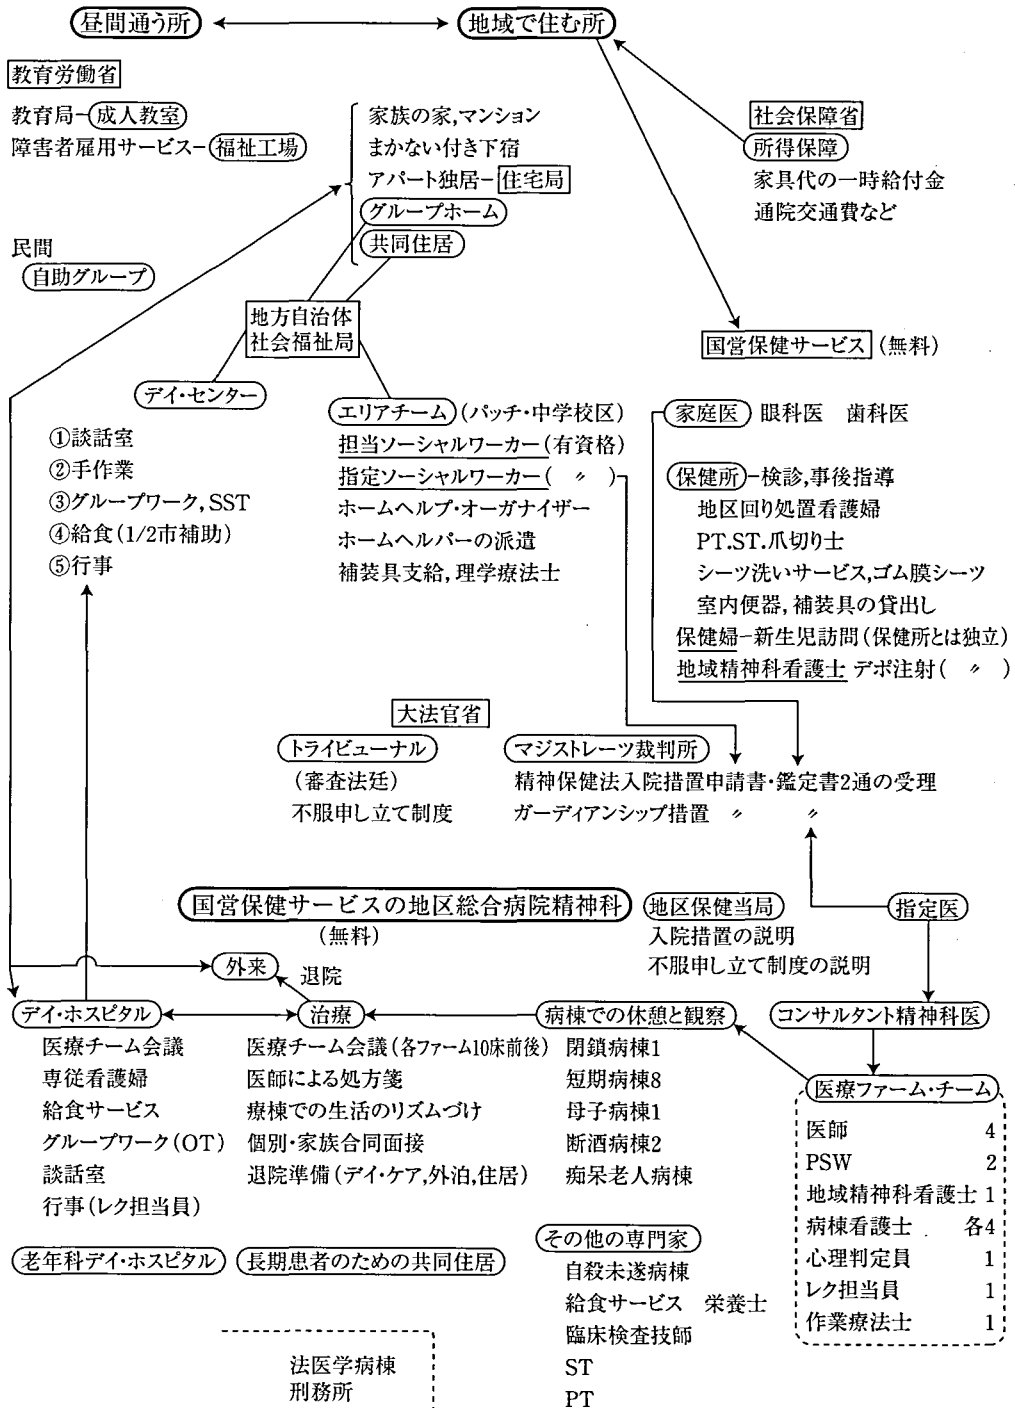 昼間通う所 地域で住む所
教育労働省
教育局-成人教室
障害者雇用サービス-福祉工場
民間
自助グループ
家族の家,マンション
まかない付き下宿
アパート独居-住宅局
グループホーム
共同住居
社会保障省
所得保障
家具代の一時給付金
通院交通費など
地方自治体
社会福祉局
国営保健サービス (無料)
デイ・センター
①談話室
②手作業
③グループワーク,SST
④給食(1/2市補助)
⑤行事
エリアチーム (パッチ・中学校区)
担当ソーシャルワーカー(有資格)
指定ソーシャルワーカー( 〃 )
ホームヘルプ・オーガナイザー
ホームヘルパーの派遣
補装具支給,理学療法士
家庭医 眼科医 歯科医
保健所-検診,事後指導
地区回り処置看護婦
PT.ST.爪切り士
シーツ洗いサービス,ゴム膜シーツ
室内便器,補装具の貸出し
保健婦-新生児訪問(保健所とは独立)
地域精神科看護士 デポ注射( 〃 )
大法官省
トライビューナル
(審査法廷)
不服申し立て制度
マジストレーツ裁判所
精神保健法入院措置申請書・鑑定書2通の受理
ガーディアンシップ措置 〃 〃
国営保健サービスの地区総合病院精神科
(無料)
地区保健当局
入院措置の説明
不服申し立て制度の説明
指定医
外来 退院
デイ・ホスピタル
医療チーム会議
専従看護婦
給食サービス
グループワーク(OT)
談話室
行事(レク担当員)
治療
医療チーム会議(各ファーム10床前後)
医師による処方箋
療棟での生活のリズムづけ
個別・家族合同面接
退院準備(デイ・ケア,外泊,住居)
病棟での休憩と観察
閉鎖病棟1
短期病棟8
母子病棟1
断酒病棟2
痴呆老人病棟
コンサルタント精神科医
医療ファーム・チーム
医師 4
PSW 2
地域精神科看護士 1
病棟看護士 各4
心理判定員 1
レク担当員 1
作業療法士 1
老年科デイ・ホスピタル 長期患者のための共同住居
その他の専門家
自殺未遂病棟
給食サービス 栄養士
臨床検査技師
ST
PT
法医学病棟
刑務所